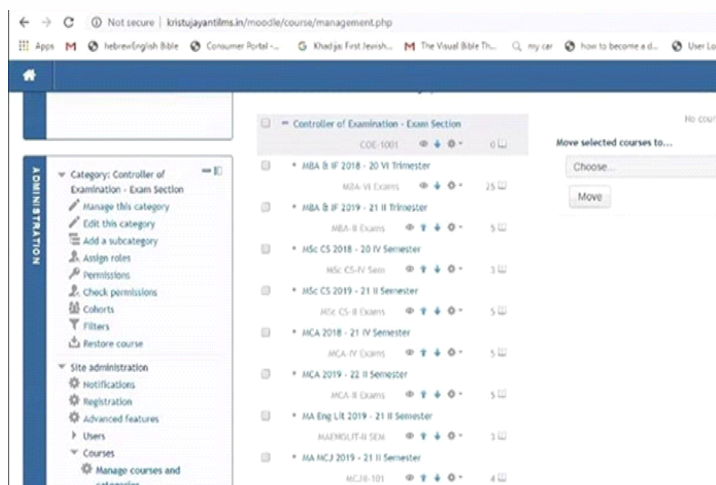 Not secure | kristujayantilms.in/moodle/course/management.php
Apps hebrewEnglish Bible Consumer Portal -... Khadija: First Jewish... The Visual Bible Th... my car how to become a d... User Lo
Controller of Examination - Exam Section
COE-1001 0
MBA & IF 2018 - 20 VI Trimester
MBA-VI Exams 25
MBA & IF 2019 - 21 II Trimester
MBA-II Exams 5
MSc CS 2018 - 20 IV Semester
MSc CS-IV Sem 3
MSc CS 2019 - 21 II Semester
MSc CS-II Exams 5
MCA 2018 - 21 IV Semester
MCA-IV Exams 5
MCA 2019 - 22 II Semester
MCA-II Exams 5
MA Eng Lit 2019 - 21 II Semester
MAENGLIT-II SEM 3
MA MCJ 2019 - 21 II Semester
MCJII-101 4
No cour
Move selected courses to...
Choose...
Move
ADMINISTRATION
Category: Controller of
Examination - Exam Section
Manage this category
Edit this category
Add a subcategory
Assign roles
Permissions
Check permissions
Cohorts
Filters
Restore course
Site administration
Notifications
Registration
Advanced features
Users
Courses
Manage courses and
categories